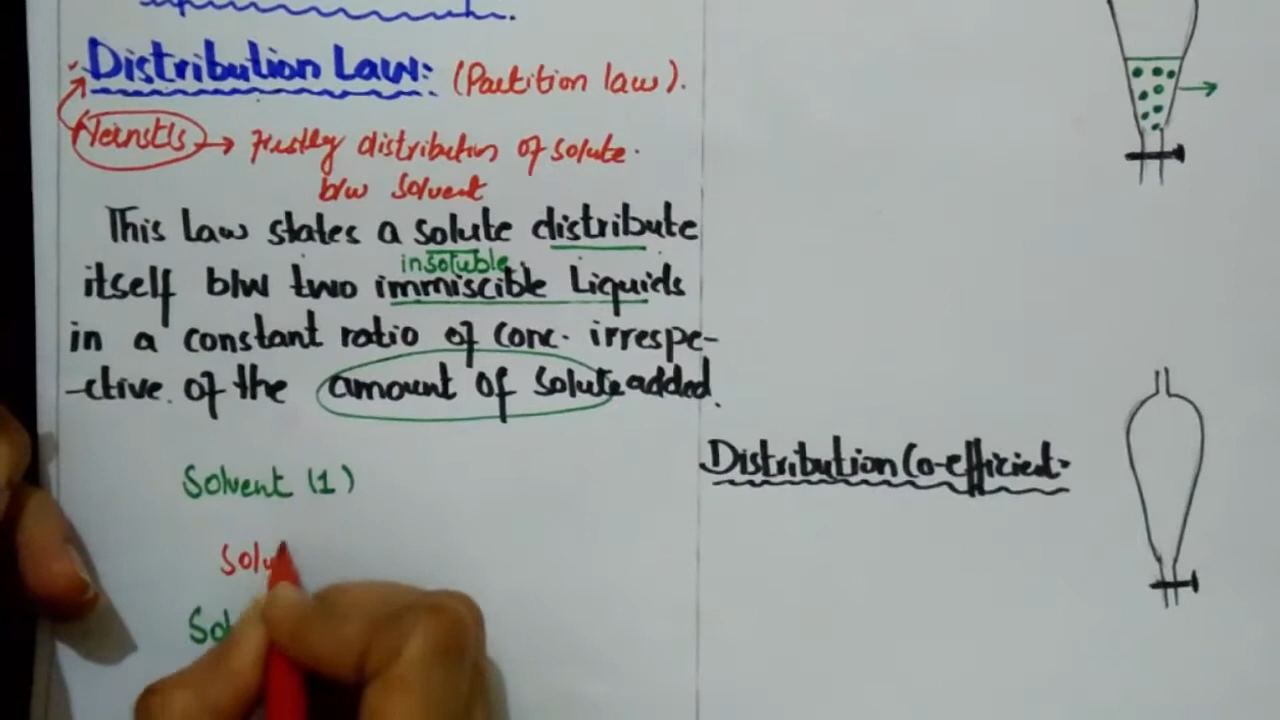 Distribution Law: (Partition law).
Nernsts → Firstly distribution of solute.
b/w solvent
This Law states a solute distribute
insoluble
itself b/w two immiscible Liquids
in a constant ratio of conc. irrespe-
-ctive. of the amount of solute added.
Distribution Co-efficient
Solvent (1)
Solu
Sol